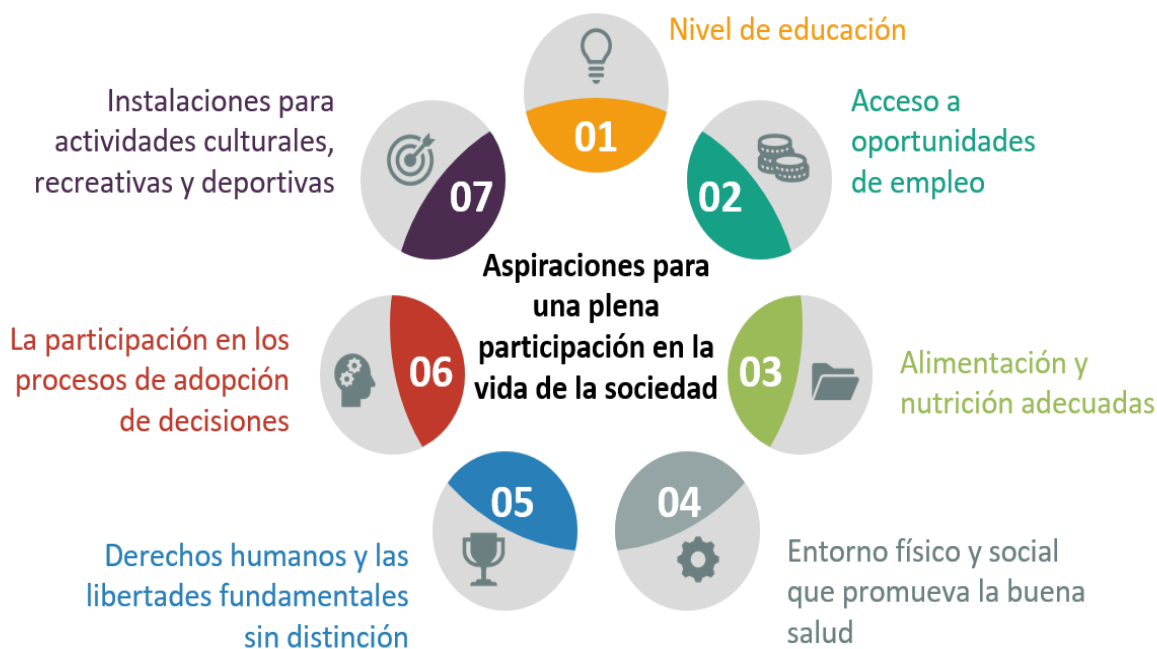 Aspiraciones para
una plena
participación en la
vida de la sociedad
01
Nivel de educación
02
Acceso a
oportunidades
de empleo
03
Alimentación y
nutrición adecuadas
04
Entorno físico y social
que promueva la buena
salud
05
Derechos humanos y las
libertades fundamentales
sin distinción
06
La participación en los
procesos de adopción
de decisiones
07
Instalaciones para
actividades culturales,
recreativas y deportivas